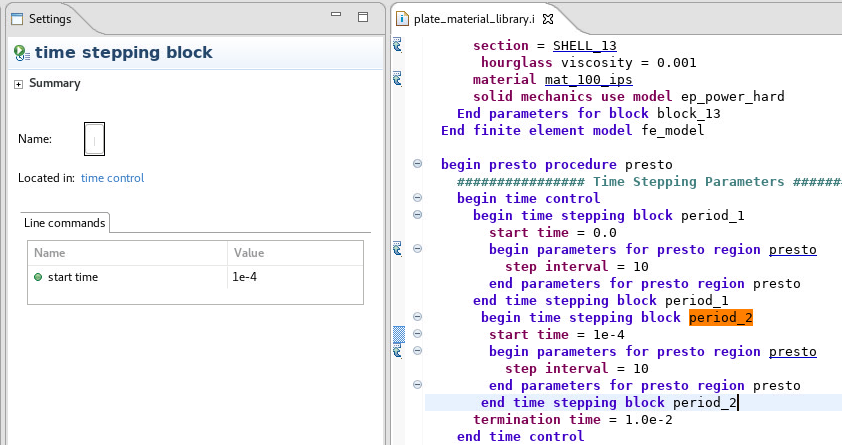 Settings
time stepping block
Summary
Name:
Located in: time control
Line commands
Name Value
start time 1e-4
plate_material_library.i
section = SHELL_13
hourglass viscosity = 0.001
material mat_100_ips
solid mechanics use model ep_power_hard
End parameters for block block_13
End finite element model fe_model
begin presto procedure presto
################ Time Stepping Parameters ######
begin time control
begin time stepping block period_1
start time = 0.0
begin parameters for presto region presto
step interval = 10
end parameters for presto region presto
end time stepping block period_1
begin time stepping block period_2
start time = 1e-4
begin parameters for presto region presto
step interval = 10
end parameters for presto region presto
end time stepping block period_2
termination time = 1.0e-2
end time control